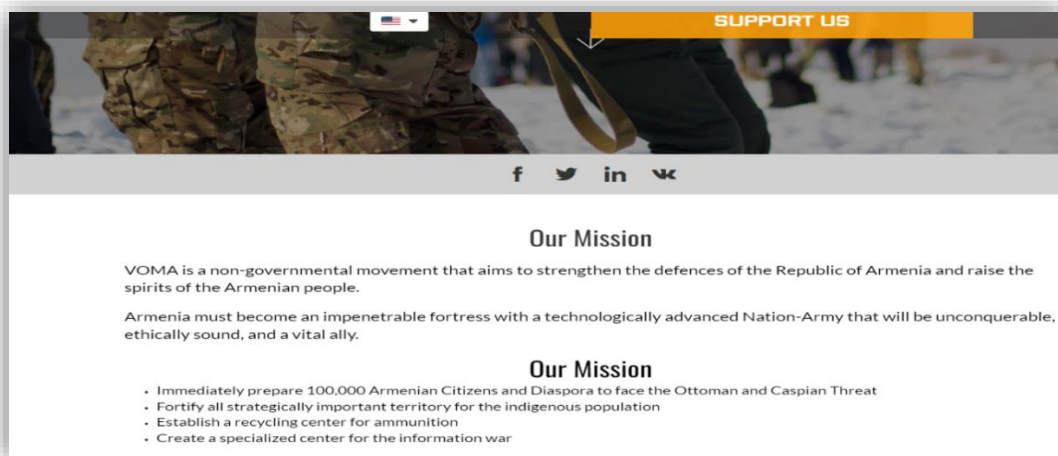 SUPPORT US
f in
Our Mission
VOMA is a non-governmental movement that aims to strengthen the defences of the Republic of Armenia and raise the
spirits of the Armenian people.
Armenia must become an impenetrable fortress with a technologically advanced Nation-Army that will be unconquerable,
ethically sound, and a vital ally.
Our Mission
• Immediately prepare 100,000 Armenian Citizens and Diaspora to face the Ottoman and Caspian Threat
• Fortify all strategically important territory for the indigenous population
• Establish a recycling center for ammunition
• Create a specialized center for the information war